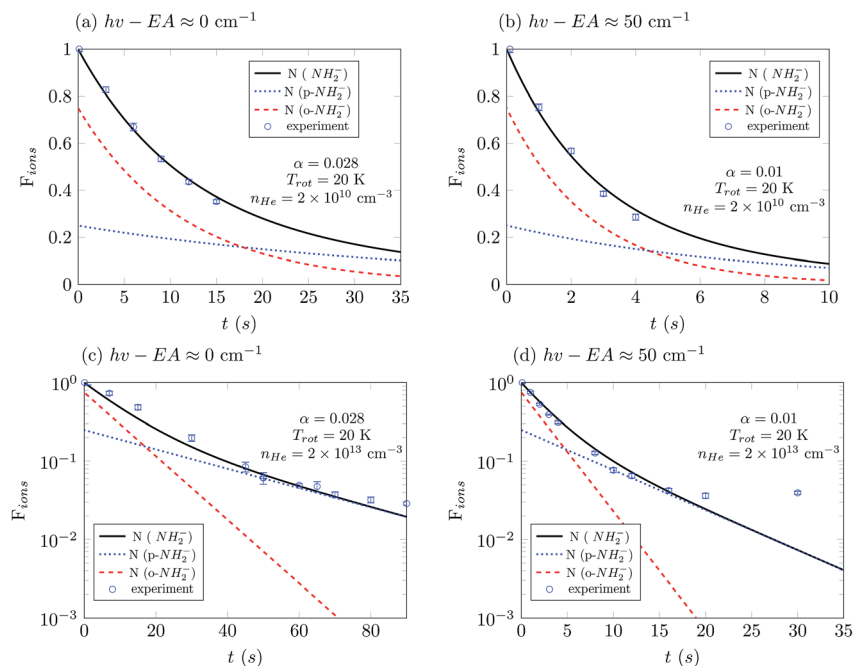 (a) hv − EA ≈ 0 cm⁻¹
1
0.8
0.6
0.4
0.2
0
F_ions
N ( NH₂⁻)
N (p-NH₂⁻)
N (o-NH₂⁻)
experiment
α = 0.028
T_rot = 20 K
n_He = 2 × 10¹⁰ cm⁻³
0 5 10 15 20 25 30 35
t (s)
(b) hv − EA ≈ 50 cm⁻¹
1
0.8
0.6
0.4
0.2
0
F_ions
N ( NH₂⁻)
N (p-NH₂⁻)
N (o-NH₂⁻)
experiment
α = 0.01
T_rot = 20 K
n_He = 2 × 10¹⁰ cm⁻³
0 2 4 6 8 10
t (s)
(c) hv − EA ≈ 0 cm⁻¹
10⁰
10⁻¹
10⁻²
10⁻³
F_ions
α = 0.028
T_rot = 20 K
n_He = 2 × 10¹³ cm⁻³
N ( NH₂⁻)
N (p-NH₂⁻)
N (o-NH₂⁻)
experiment
0 20 40 60 80
t (s)
(d) hv − EA ≈ 50 cm⁻¹
10⁰
10⁻¹
10⁻²
10⁻³
F_ions
α = 0.01
T_rot = 20 K
n_He = 2 × 10¹³ cm⁻³
N ( NH₂⁻)
N (p-NH₂⁻)
N (o-NH₂⁻)
experiment
0 5 10 15 20 25 30 35
t (s)